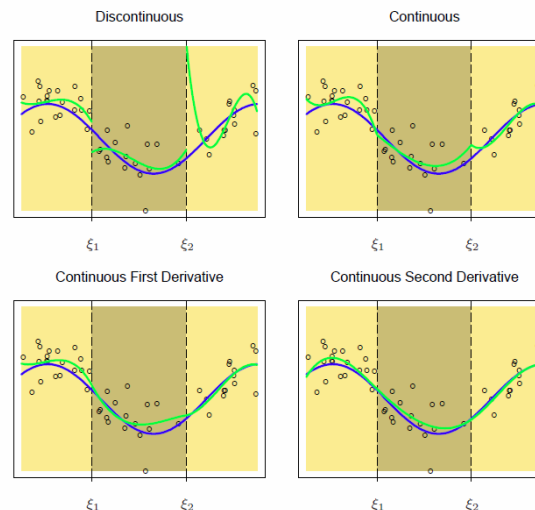 Discontinuous
Continuous
ξ₁
ξ₂
ξ₁
ξ₂
Continuous First Derivative
Continuous Second Derivative
ξ₁
ξ₂
ξ₁
ξ₂